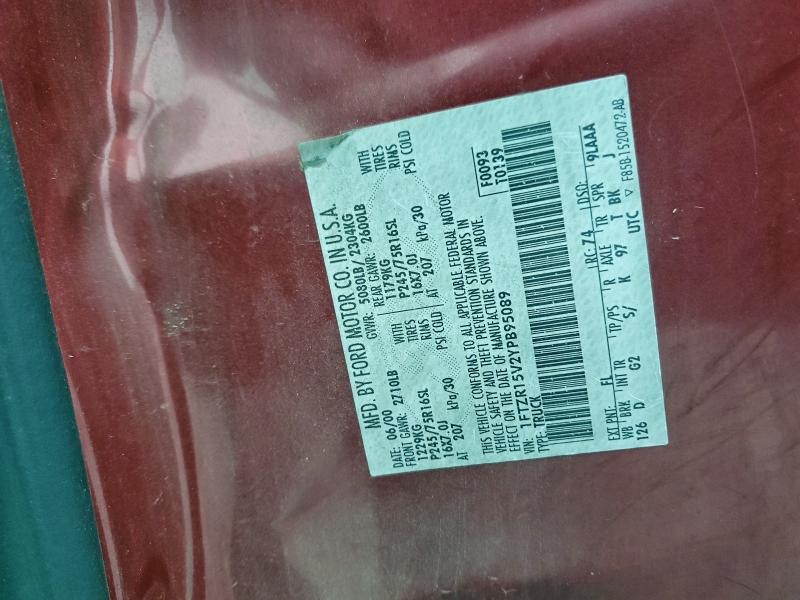 MFD. BY FORD MOTOR CO. IN U.S.A.
DATE: 06/00 GVWR: 5080LB/ 2304KG
FRONT GAWR: 2710LB REAR GAWR: 2600LB
1229KG WITH 1179KG WITH
P245/75R16SL TIRES P245/75R16SL TIRES
16X7.0J RIMS 16X7.0J RIMS
AT 207 kPa/30 PSI COLD AT 207 kPa/30 PSI COLD
THIS VEHICLE CONFORMS TO ALL APPLICABLE FEDERAL MOTOR
VEHICLE SAFETY AND THEFT PREVENTION STANDARDS IN
EFFECT ON THE DATE OF MANUFACTURE SHOWN ABOVE.
VIN: 1FTZR15V2YPB95089 F0093
TYPE: TRUCK T0139
EXT PNT: FL RC: 74 DSO: 9LAAA
WB BRK INT TR TP/PS R AXLE TR SPR
126 D G2 S/ K 97 T BK J
UTC ▽ F85B-1520472-AB